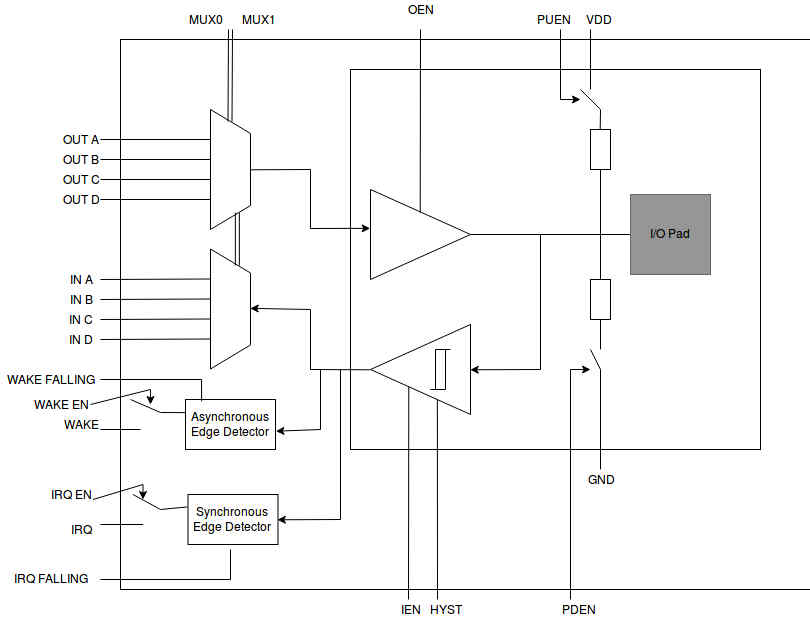 OEN
MUX0 MUX1
PUEN VDD
OUT A
OUT B
OUT C
OUT D
I/O Pad
IN A
IN B
IN C
IN D
WAKE FALLING
WAKE EN
WAKE
Asynchronous
Edge Detector
GND
IRQ EN
IRQ
Synchronous
Edge Detector
IRQ FALLING
IEN HYST
PDEN